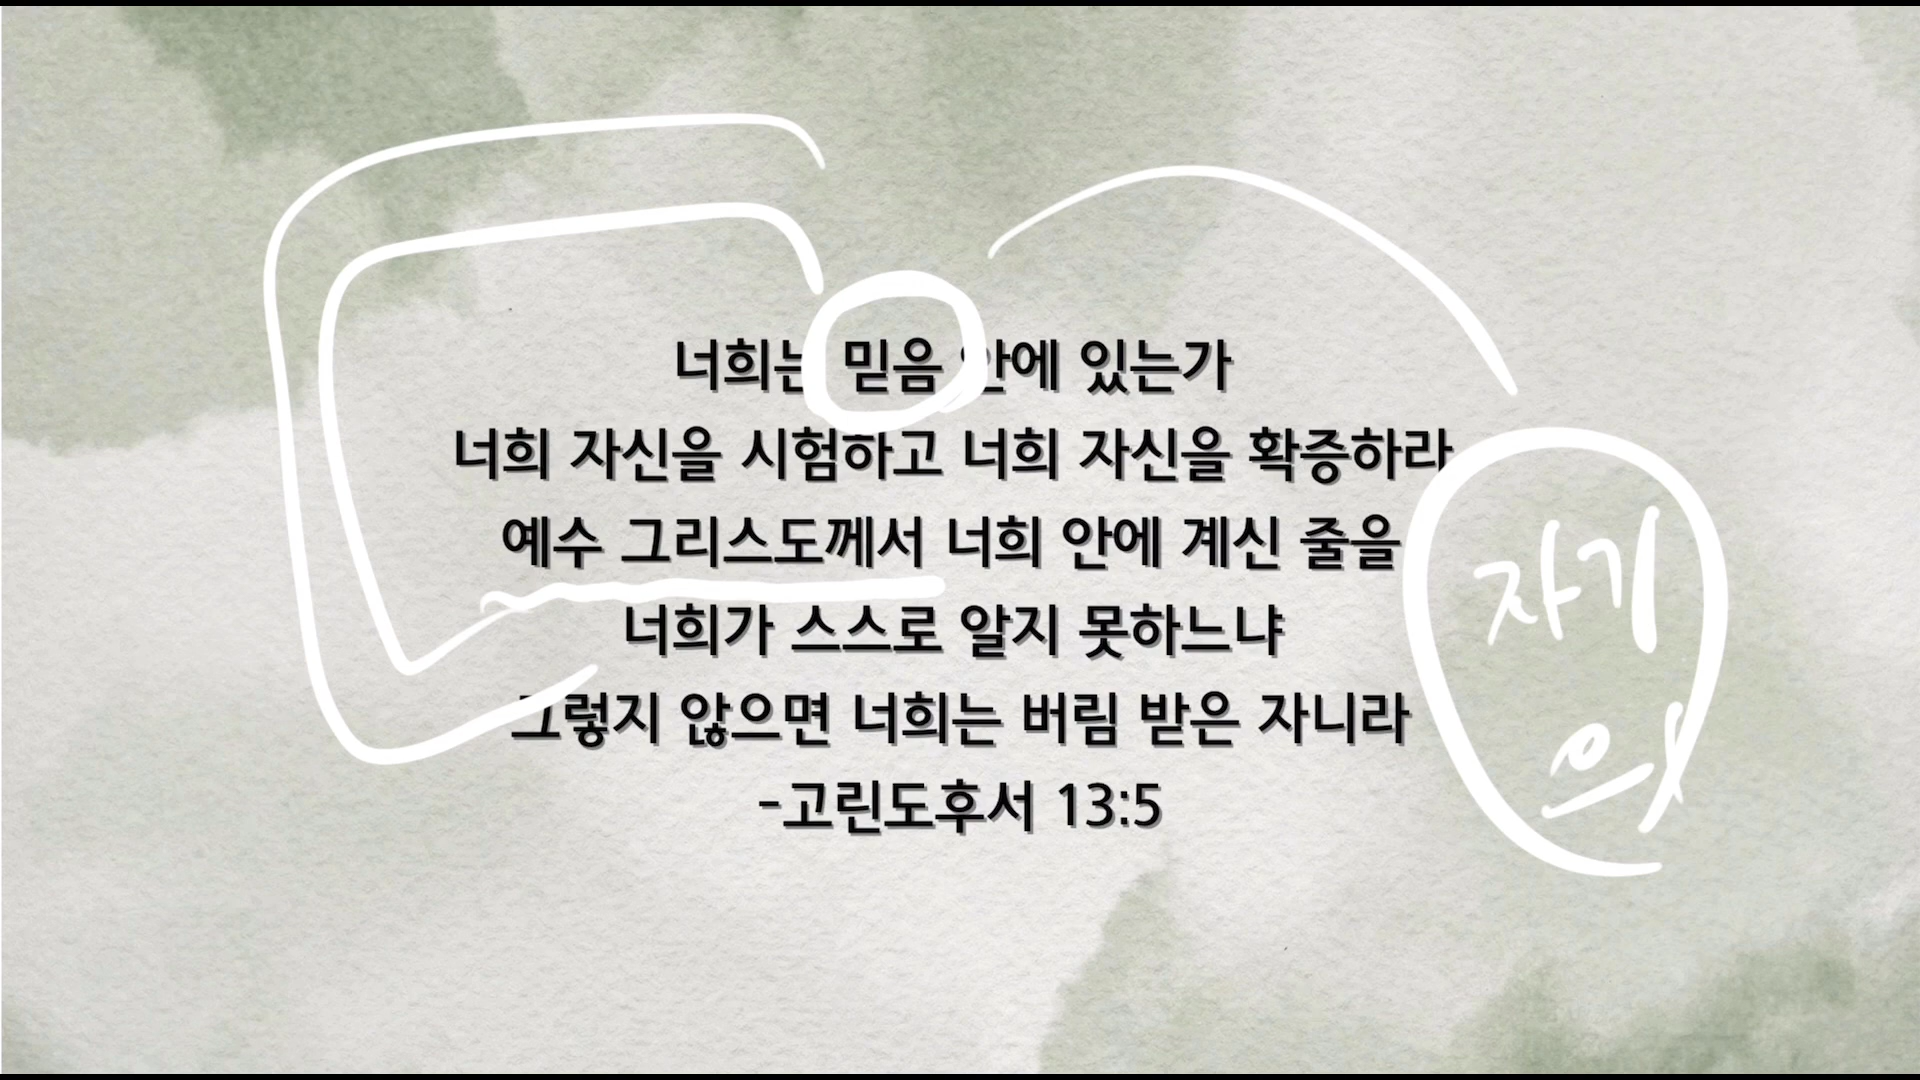 너희는 믿음 안에 있는가
너희 자신을 시험하고 너희 자신을 확증하라
예수 그리스도께서 너희 안에 계신 줄을
너희가 스스로 알지 못하느냐
그렇지 않으면 너희는 버림 받은 자니라
-고린도후서 13:5
자기
의